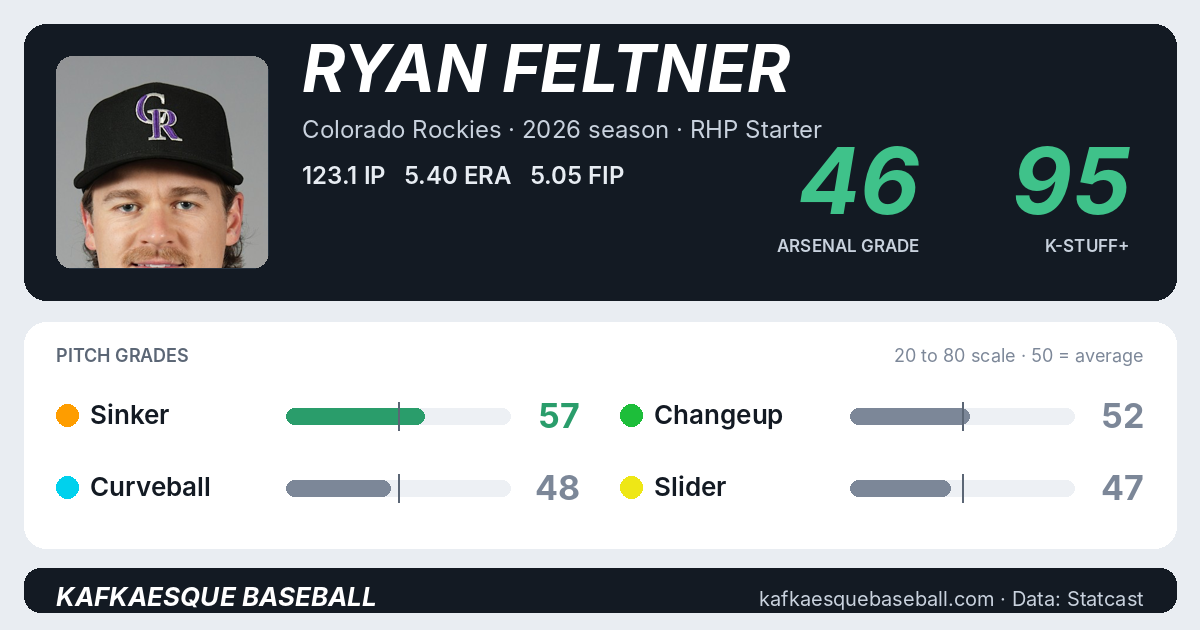 RYAN FELTNER
Colorado Rockies · 2026 season · RHP Starter
123.1 IP 5.40 ERA 5.05 FIP
46 95
ARSENAL GRADE K-STUFF+
CR
PITCH GRADES 20 to 80 scale · 50 = average
Sinker 57 Changeup 52
Curveball 48 Slider 47
KAFKAESQUE BASEBALL kafkaesquebaseball.com · Data: Statcast